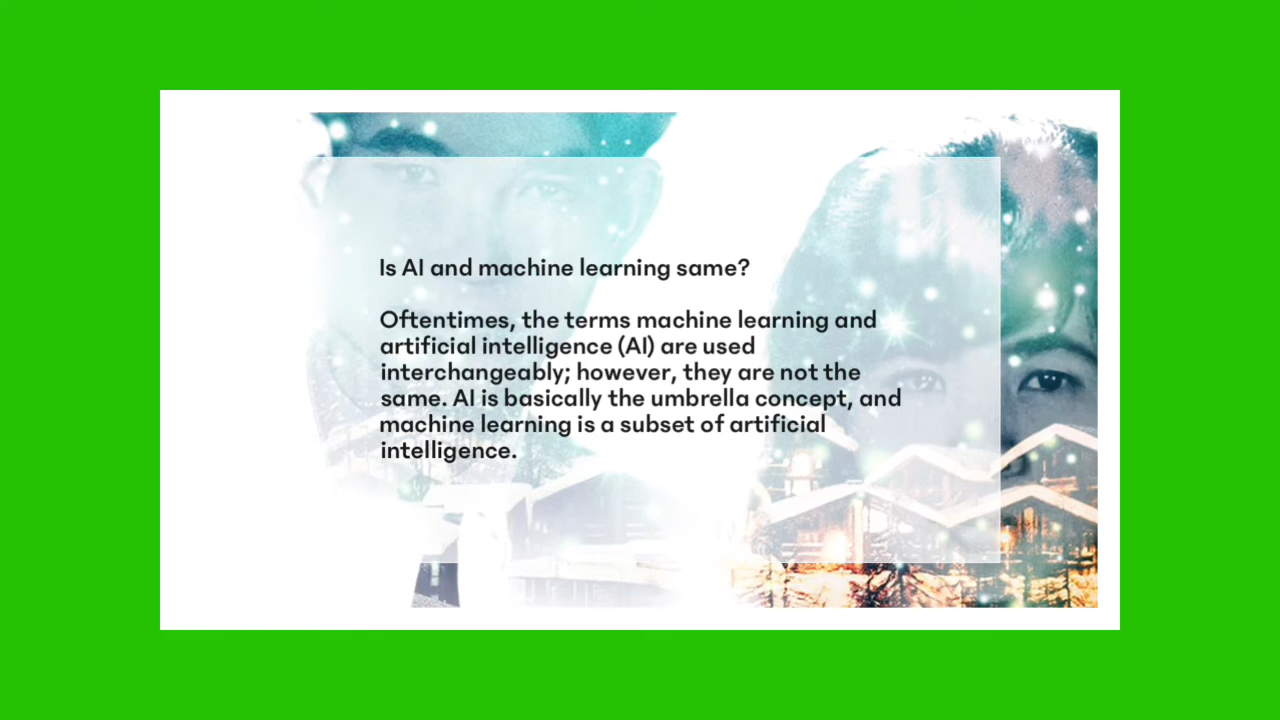 Is AI and machine learning same?
Oftentimes, the terms machine learning and
artificial intelligence (AI) are used
interchangeably; however, they are not the
same. AI is basically the umbrella concept, and
machine learning is a subset of artificial
intelligence.